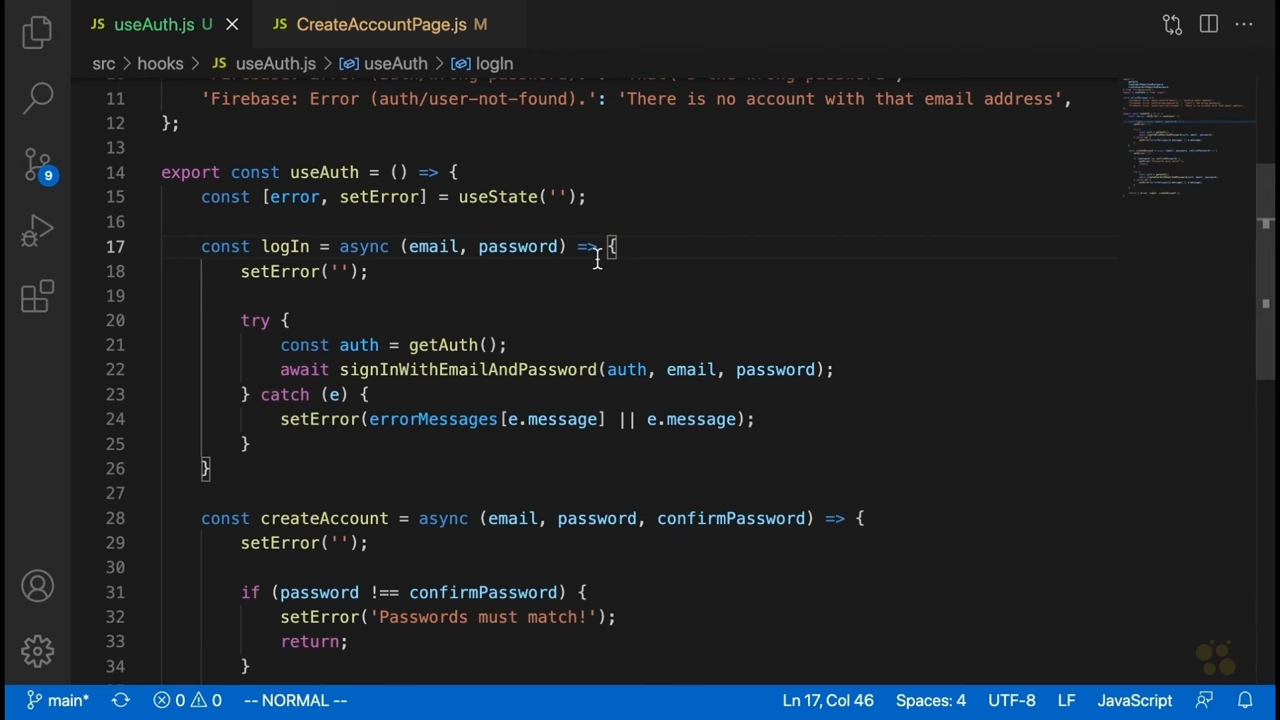 JS useAuth.js U
JS CreateAccountPage.js M
src > hooks > JS useAuth.js > useAuth > logIn
11 'Firebase: Error (auth/user-not-found).': 'There is no account with that email address',
12 };
13
14 export const useAuth = () => {
15 const [error, setError] = useState('');
16
17 const logIn = async (email, password) => {
18 setError('');
19
20 try {
21 const auth = getAuth();
22 await signInWithEmailAndPassword(auth, email, password);
23 } catch (e) {
24 setError(errorMessages[e.message] || e.message);
25 }
26 }
27
28 const createAccount = async (email, password, confirmPassword) => {
29 setError('');
30
31 if (password !== confirmPassword) {
32 setError('Passwords must match!');
33 return;
34 }
9
main* 0 0 -- NORMAL -- Ln 17, Col 46 Spaces: 4 UTF-8 LF JavaScript